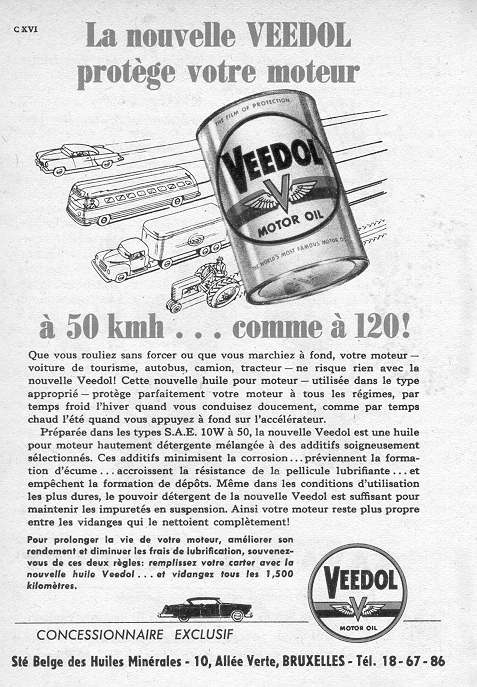 C XVI
La nouvelle VEEDOL
protège votre moteur
THE FILM OF PROTECTION
VEEDOL
MOTOR OIL
THE WORLD'S MOST FAMOUS MOTOR OIL
à 50 kmh . . . comme à 120!
Que vous rouliez sans forcer ou que vous marchiez à fond, votre moteur —
voiture de tourisme, autobus, camion, tracteur — ne risque rien avec la
nouvelle Veedol! Cette nouvelle huile pour moteur — utilisée dans le type
approprié — protège parfaitement votre moteur à tous les régimes, par
temps froid l'hiver quand vous conduisez doucement, comme par temps
chaud l'été quand vous appuyez à fond sur l'accélérateur.
Préparée dans les types S.A.E. 10W à 50, la nouvelle Veedol est une huile
pour moteur hautement détergente mélangée à des additifs soigneusement
sélectionnés. Ces additifs minimisent la corrosion... préviennent la forma-
tion d'écume... accroissent la résistance de la pellicule lubrifiante... et
empêchent la formation de dépôts. Même dans les conditions d'utilisation
les plus dures, le pouvoir détergent de la nouvelle Veedol est suffisant pour
maintenir les impuretés en suspension. Ainsi votre moteur reste plus propre
entre les vidanges qui le nettoient complètement!
Pour prolonger la vie de votre moteur, améliorer son
rendement et diminuer les frais de lubrification, souvenez-
vous de ces deux règles: remplissez votre carter avec la
nouvelle huile Veedol... et vidangez tous les 1,500
kilomètres.
VEEDOL
MOTOR OIL
CONCESSIONNAIRE EXCLUSIF
Sté Belge des Huiles Minérales - 10, Allée Verte, BRUXELLES - Tél. 18-67-86